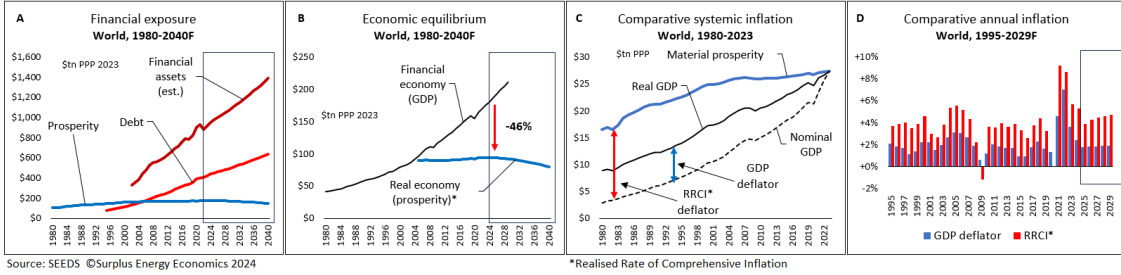 A
Financial exposure
World, 1980-2040F
$tn PPP 2023
Financial
assets
(est.)
Debt
Prosperity
$1,600
$1,400
$1,200
$1,000
$800
$600
$400
$200
$0
1980
1984
1988
1992
1996
2000
2004
2008
2012
2016
2020
2024
2028
2032
2036
2040
B
Economic equilibrium
World, 1980-2040F
Financial
economy
(GDP)
$tn PPP 2023
-46%
Real economy
(prosperity)*
$250
$200
$150
$100
$50
$0
1980
1984
1988
1992
1996
2000
2004
2008
2012
2016
2020
2024
2028
2032
2036
2040
C
Comparative systemic inflation
World, 1980-2023
$tn PPP
Material prosperity
Real GDP
Nominal
GDP
GDP
deflator
RRCI*
deflator
$30
$25
$20
$15
$10
$5
$0
1980
1983
1986
1989
1992
1995
1998
2001
2004
2007
2010
2013
2016
2019
2022
D
Comparative annual inflation
World, 1995-2029F
+10%
+8%
+6%
+4%
+2%
+0%
-2%
1995
1997
1999
2001
2003
2005
2007
2009
2011
2013
2015
2017
2019
2021
2023
2025
2027
2029
GDP deflator
RRCI*
Source: SEEDS ©Surplus Energy Economics 2024
*Realised Rate of Comprehensive Inflation